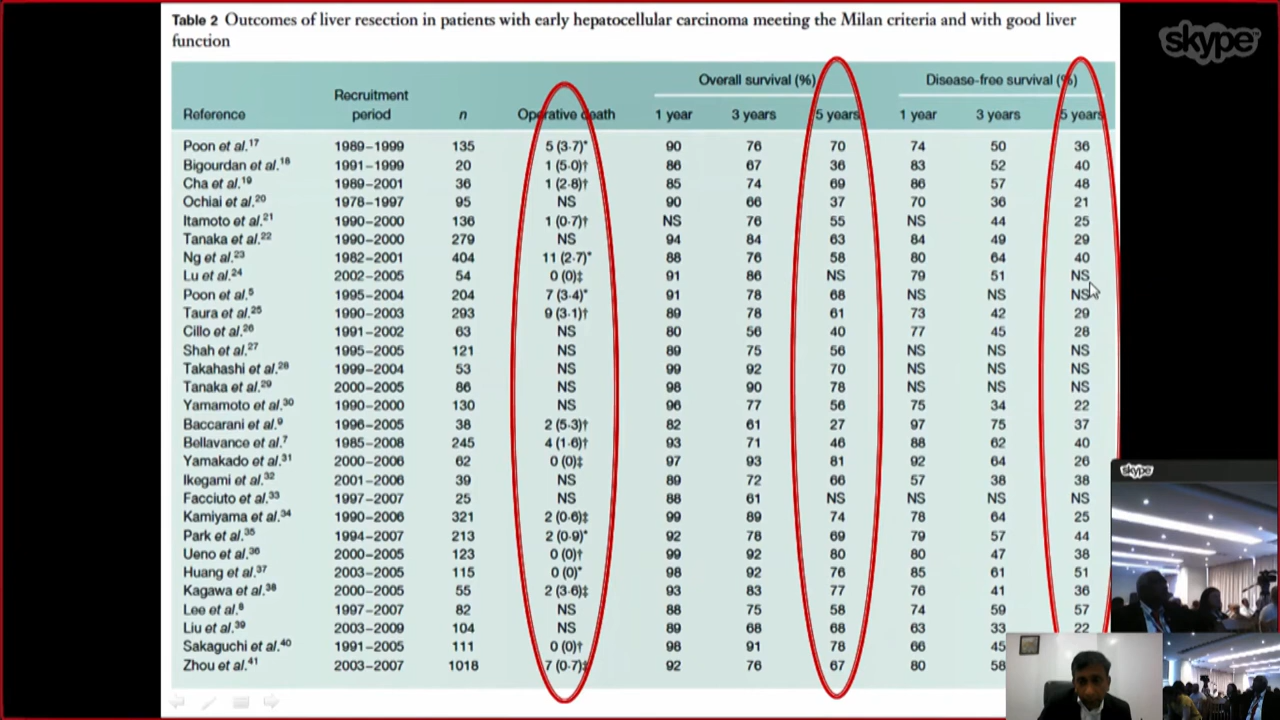 Table 2 Outcomes of liver resection in patients with early hepatocellular carcinoma meeting the Milan criteria and with good liver
function
skype
Overall survival (%) Disease-free survival (%)
Recruitment
Reference period n Operative death 1 year 3 years 5 years 1 year 3 years 5 years
Poon et al.17 1989–1999 135 5 (3·7)* 90 76 70 74 50 36
Bigourdan et al.18 1991–1999 20 1 (5·0)† 86 67 36 83 52 40
Cha et al.19 1989–2001 36 1 (2·8)† 85 74 69 86 57 48
Ochiai et al.20 1978–1997 95 NS 90 66 37 70 36 21
Itamoto et al.21 1990–2000 136 1 (0·7)† NS 76 55 NS 44 25
Tanaka et al.22 1990–2000 279 NS 94 84 63 84 49 29
Ng et al.23 1982–2001 404 11 (2·7)* 88 76 58 80 64 40
Lu et al.24 2002–2005 54 0 (0)‡ 91 86 NS 79 51 NS
Poon et al.5 1995–2004 204 7 (3·4)* 91 78 68 NS NS NS
Taura et al.25 1990–2003 293 9 (3·1)† 89 78 61 73 42 29
Cillo et al.26 1991–2002 63 NS 80 56 40 77 45 28
Shah et al.27 1995–2005 121 NS 89 75 56 NS NS NS
Takahashi et al.28 1999–2004 53 NS 99 92 70 NS NS NS
Tanaka et al.29 2000–2005 86 NS 98 90 78 NS NS NS
Yamamoto et al.30 1990–2000 130 NS 96 77 56 75 34 22
Baccarani et al.9 1996–2005 38 2 (5·3)† 82 61 27 97 75 37
Bellavance et al.7 1985–2008 245 4 (1·6)† 93 71 46 88 62 40
Yamakado et al.31 2000–2006 62 0 (0)‡ 97 93 81 92 64 26
Ikegami et al.32 2001–2006 39 NS 89 72 66 57 38 38
Facciuto et al.33 1997–2007 25 NS 88 61 NS NS NS NS
Kamiyama et al.34 1990–2006 321 2 (0·6)‡ 99 89 74 78 64 25
Park et al.35 1994–2007 213 2 (0·9)* 92 78 69 79 57 44
Ueno et al.36 2000–2005 123 0 (0)† 99 92 80 80 47 38
Huang et al.37 2003–2005 115 0 (0)* 98 92 76 85 61 51
Kagawa et al.38 2000–2005 55 2 (3·6)‡ 93 83 77 76 41 36
Lee et al.8 1997–2007 82 NS 88 75 58 74 59 57
Liu et al.39 2003–2009 104 NS 89 68 68 63 33 22
Sakaguchi et al.40 1991–2005 111 0 (0)† 98 91 78 66 45
Zhou et al.41 2003–2007 1018 7 (0·7)‡ 92 76 67 80 58
skype